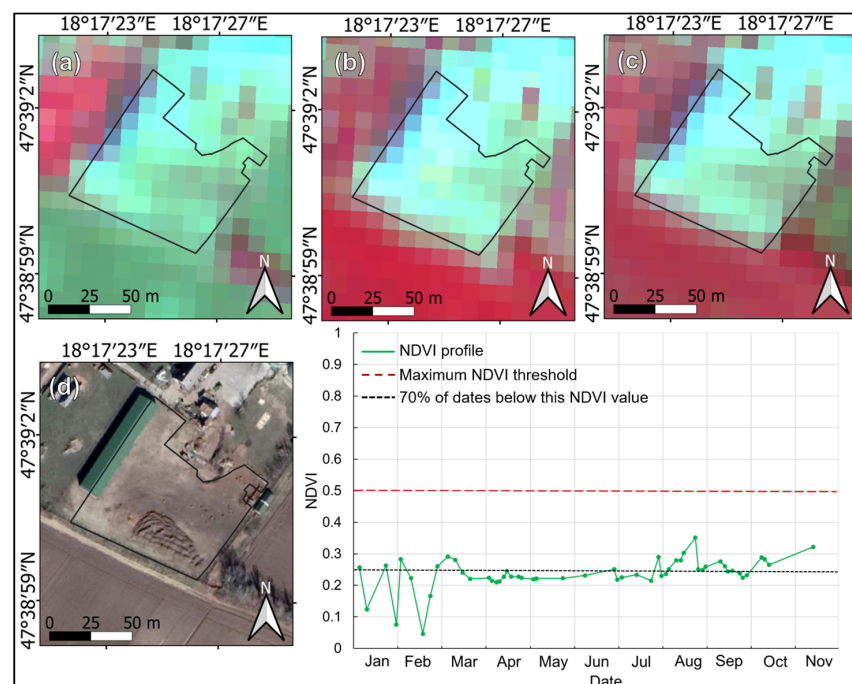 18°17′23″E 18°17′27″E 18°17′23″E 18°17′27″E 18°17′23″E 18°17′27″E
(a) (b) (c)
47°39′2″N 47°39′2″N 47°39′2″N
47°38′59″N 47°38′59″N 47°38′59″N
N N N
0 25 50 m 0 25 50 m 0 25 50 m
18°17′23″E 18°17′27″E
(d)
47°39′2″N
47°38′59″N
N
0 25 50 m
NDVI profile
Maximum NDVI threshold
70% of dates below this NDVI value
NDVI
1
0.9
0.8
0.7
0.6
0.5
0.4
0.3
0.2
0.1
0
Jan Feb Mar Apr May Jun Jul Aug Sep Oct Nov
Date